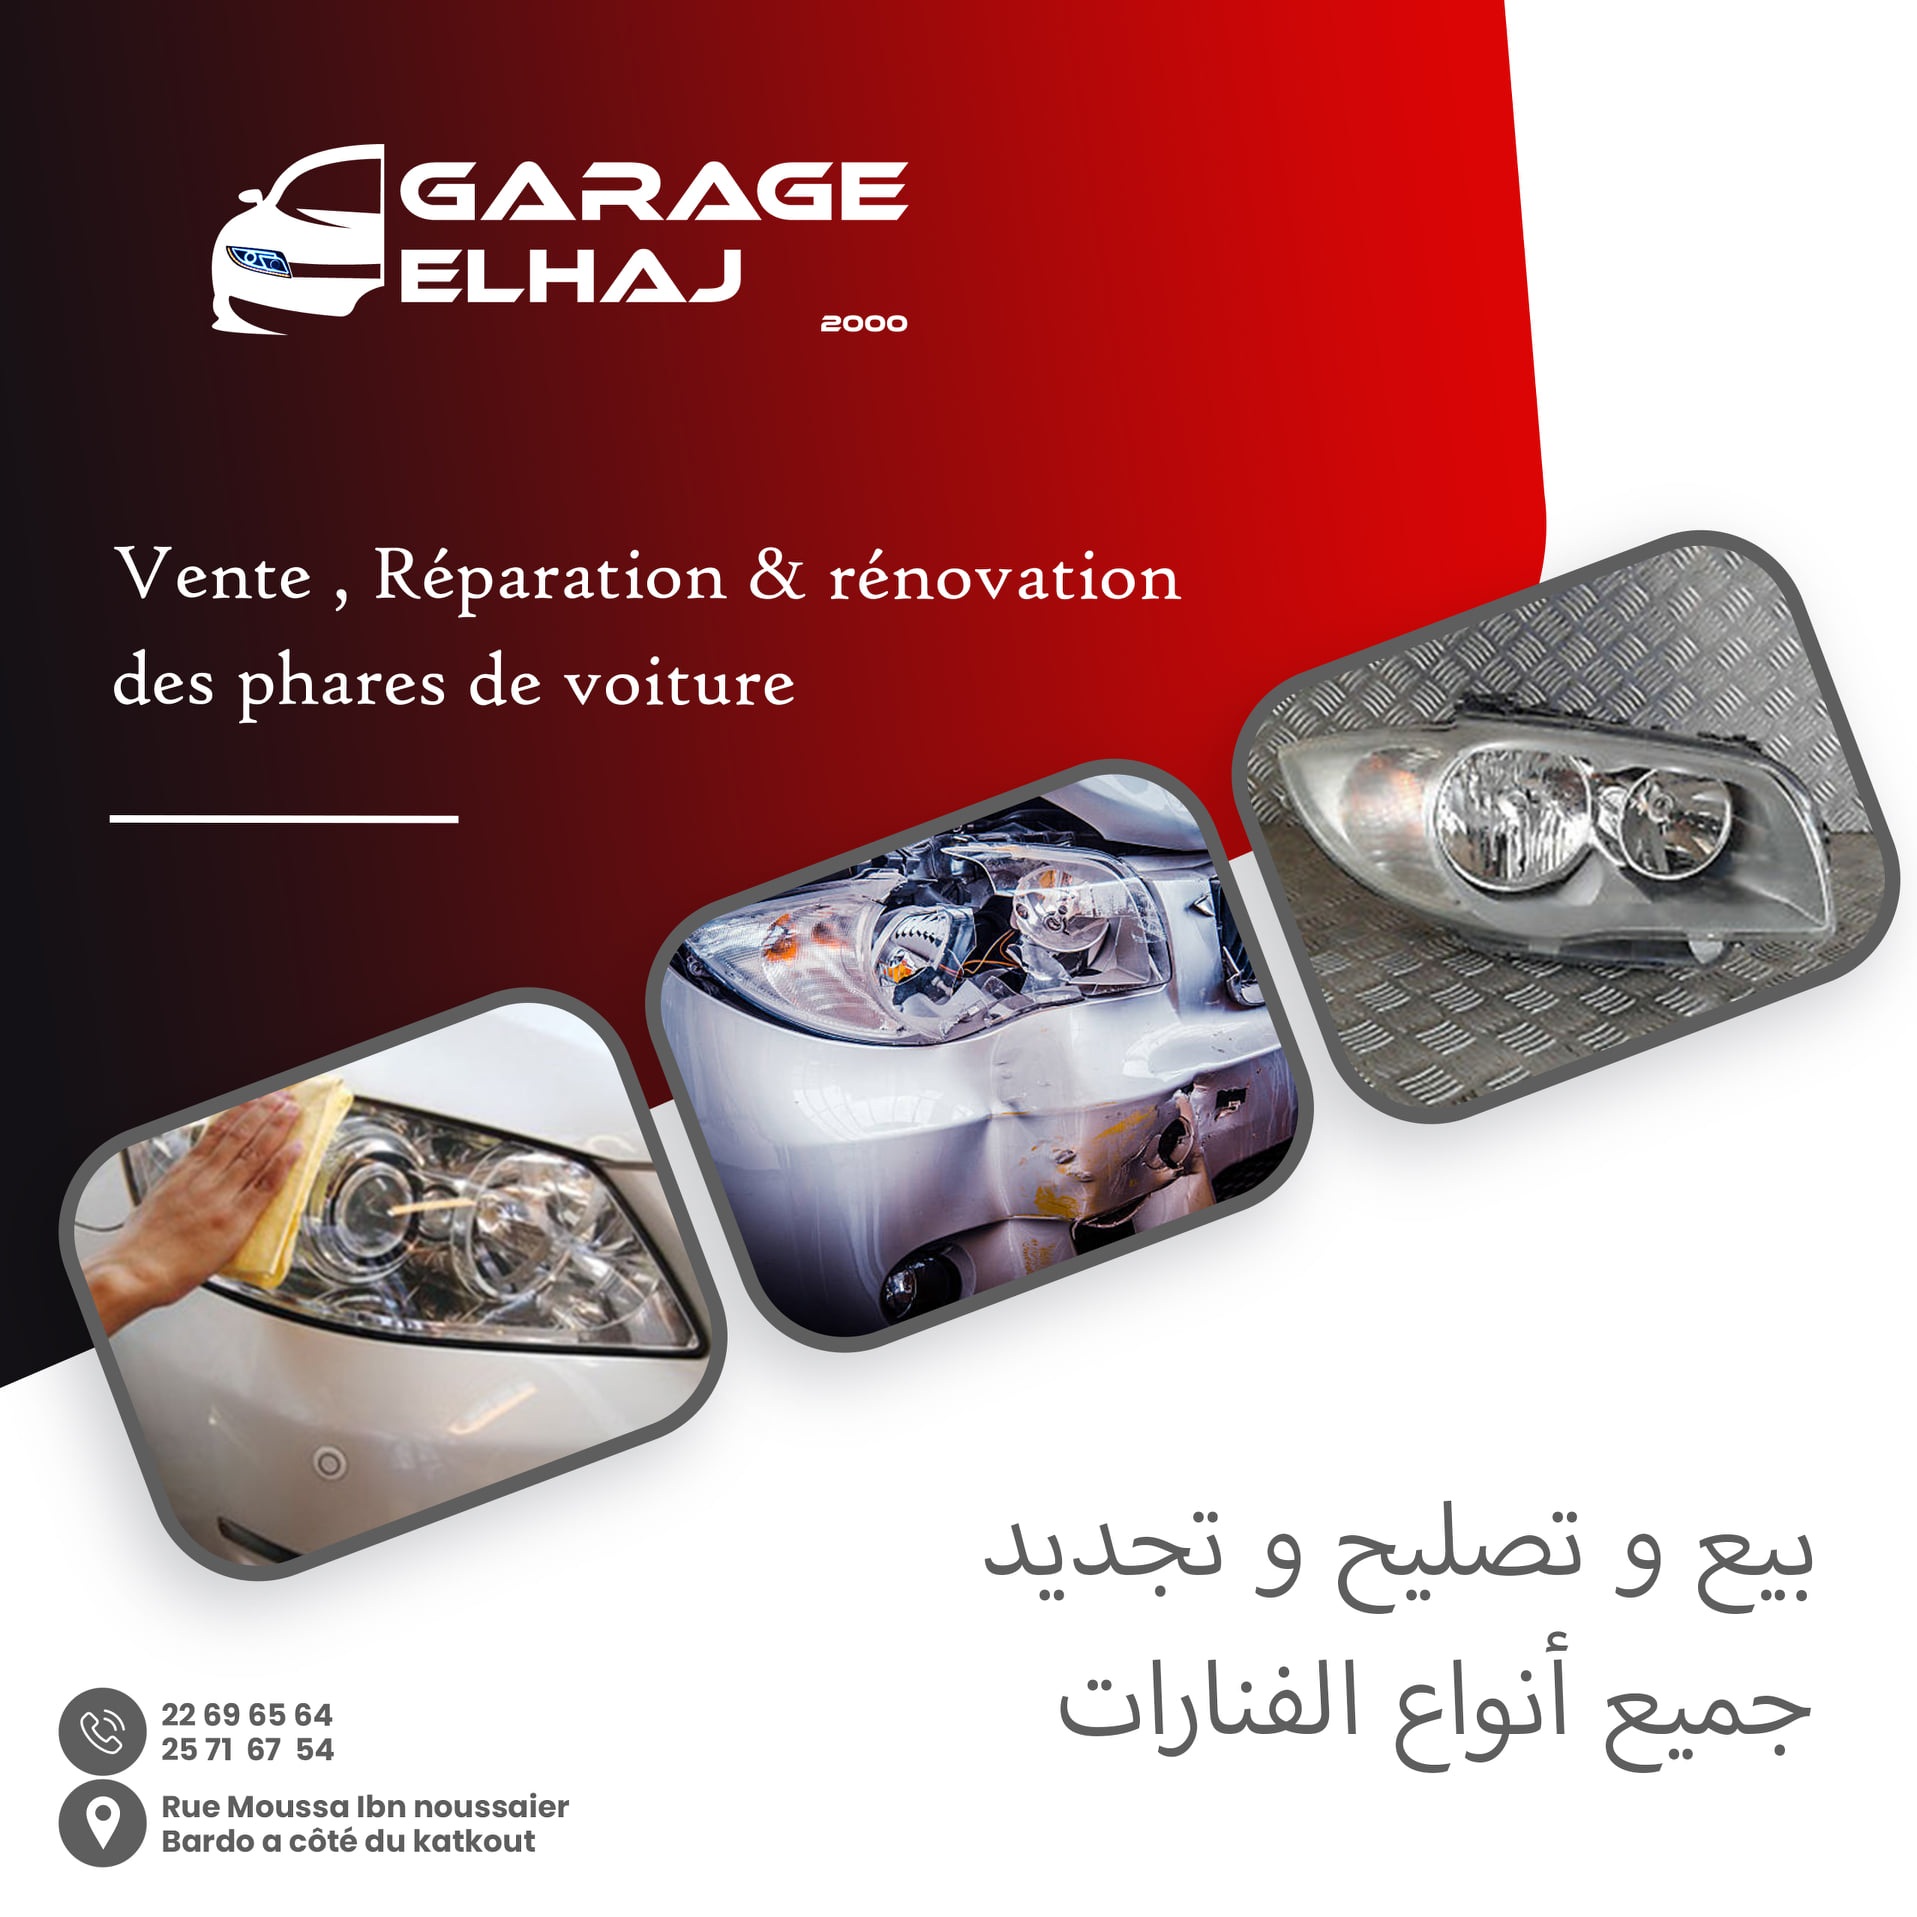 GARAGE
ELHAJ
2000
Vente , Réparation & rénovation
des phares de voiture
بيع و تصليح و تجديد
جميع أنواع الفنارات
22 69 65 64
25 71 67 54
Rue Moussa Ibn noussaier
Bardo a côté du katkout